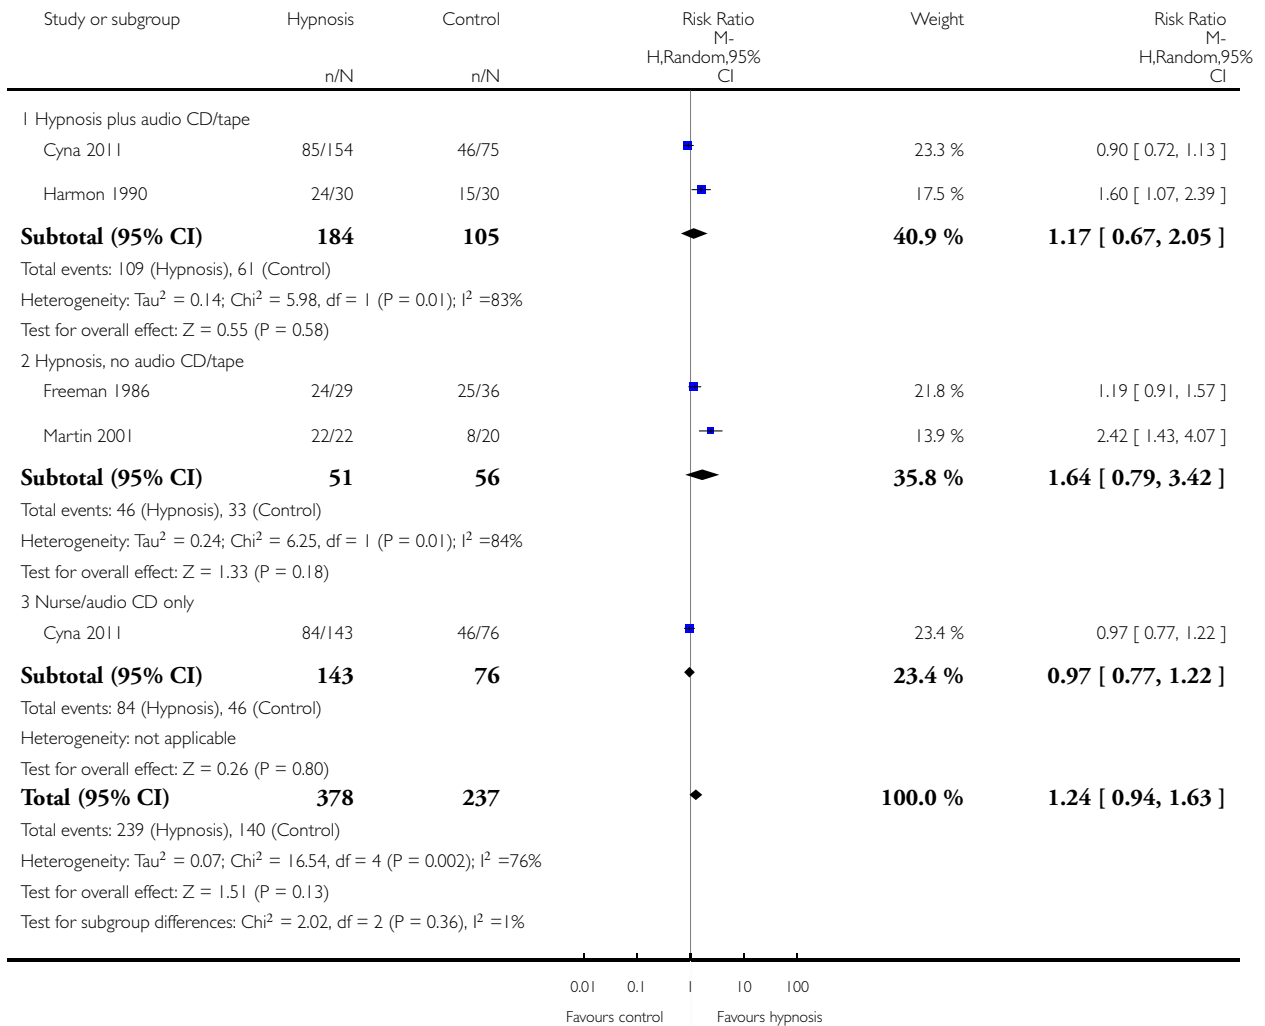 Study or subgroup Hypnosis Control Risk Ratio Weight Risk Ratio
M-
H,Random,95%
CI
M-
H,Random,95%
CI
n/N n/N
1 Hypnosis plus audio CD/tape
Cyna 2011 85/154 46/75 23.3 % 0.90 [ 0.72, 1.13 ]
Harmon 1990 24/30 15/30 17.5 % 1.60 [ 1.07, 2.39 ]
Subtotal (95% CI) 184 105 40.9 % 1.17 [ 0.67, 2.05 ]
Total events: 109 (Hypnosis), 61 (Control)
Heterogeneity: Tau² = 0.14; Chi² = 5.98, df = 1 (P = 0.01); I² =83%
Test for overall effect: Z = 0.55 (P = 0.58)
2 Hypnosis, no audio CD/tape
Freeman 1986 24/29 25/36 21.8 % 1.19 [ 0.91, 1.57 ]
Martin 2001 22/22 8/20 13.9 % 2.42 [ 1.43, 4.07 ]
Subtotal (95% CI) 51 56 35.8 % 1.64 [ 0.79, 3.42 ]
Total events: 46 (Hypnosis), 33 (Control)
Heterogeneity: Tau² = 0.24; Chi² = 6.25, df = 1 (P = 0.01); I² =84%
Test for overall effect: Z = 1.33 (P = 0.18)
3 Nurse/audio CD only
Cyna 2011 84/143 46/76 23.4 % 0.97 [ 0.77, 1.22 ]
Subtotal (95% CI) 143 76 23.4 % 0.97 [ 0.77, 1.22 ]
Total events: 84 (Hypnosis), 46 (Control)
Heterogeneity: not applicable
Test for overall effect: Z = 0.26 (P = 0.80)
Total (95% CI) 378 237 100.0 % 1.24 [ 0.94, 1.63 ]
Total events: 239 (Hypnosis), 140 (Control)
Heterogeneity: Tau² = 0.07; Chi² = 16.54, df = 4 (P = 0.002); I² =76%
Test for overall effect: Z = 1.51 (P = 0.13)
Test for subgroup differences: Chi² = 2.02, df = 2 (P = 0.36), I² =1%
0.01 0.1 1 10 100
Favours control Favours hypnosis